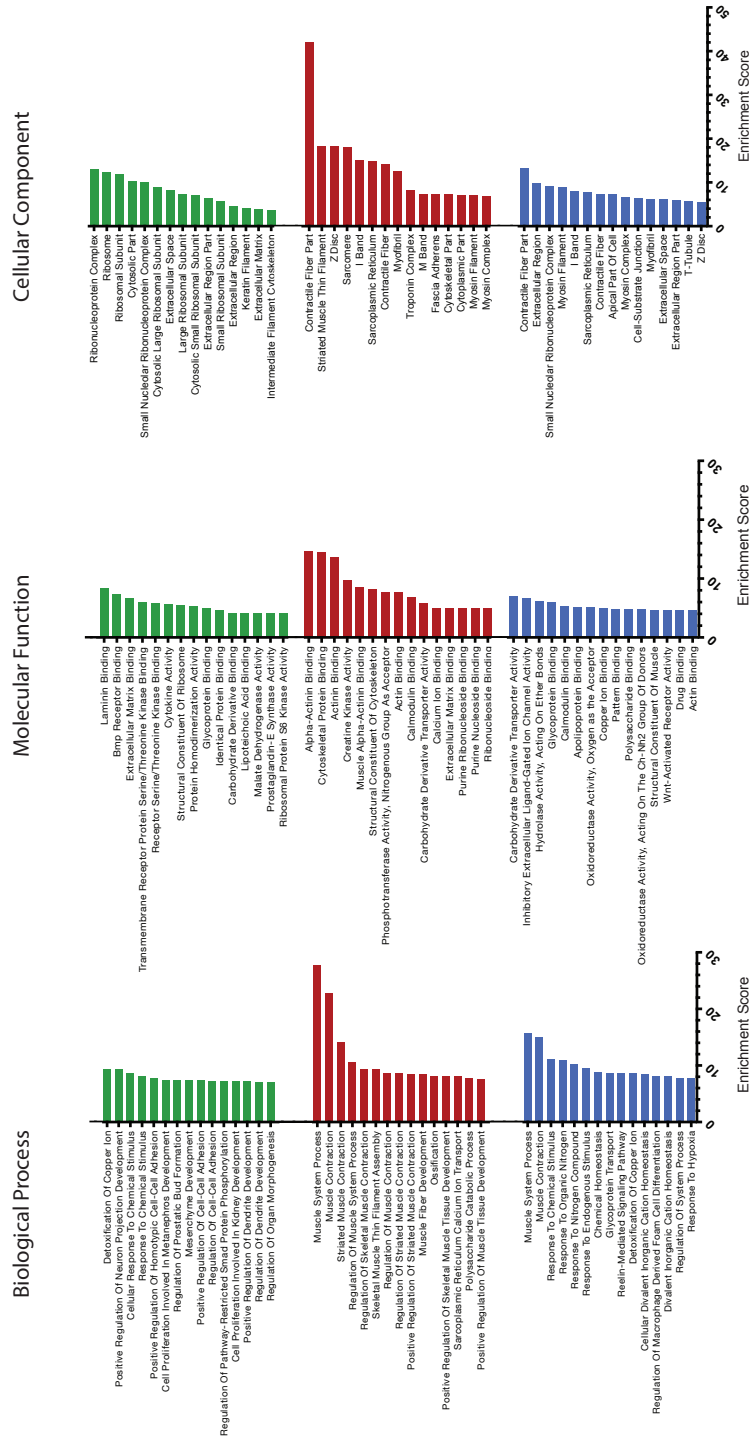 Cellular Component
Ribonucleoprotein Complex
Ribosome
Ribosomal Subunit
Cytosolic Part
Small Nucleolar Ribonucleoprotein Complex
Cytosolic Large Ribosomal Subunit
Extracellular Space
Large Ribosomal Subunit
Cytosolic Small Ribosomal Subunit
Extracellular Region Part
Small Ribosomal Subunit
Extracellular Region
Keratin Filament
Extracellular Matrix
Intermediate Filament Cytoskeleton
Contractile Fiber Part
Striated Muscle Thin Filament
Z Disc
Sarcomere
I Band
Sarcoplasmic Reticulum
Contractile Fiber
Myofibril
Troponin Complex
M Band
Fascia Adherens
Cytoskeletal Part
Cytoplasmic Part
Myosin Filament
Myosin Complex
Contractile Fiber Part
Extracellular Region
Small Nucleolar Ribonucleoprotein Complex
Myosin Filament
I Band
Sarcoplasmic Reticulum
Contractile Fiber
Apical Part Of Cell
Myosin Complex
Cell-Substrate Junction
Myofibril
Extracellular Space
Extracellular Region Part
T-Tubule
Z Disc
0
10
20
30
40
50
Enrichment Score
Molecular Function
Laminin Binding
Bmp Receptor Binding
Extracellular Matrix Binding
Transmembrane Receptor Protein Serine/Threonine Kinase Binding
Receptor Serine/Threonine Kinase Binding
Cytokine Activity
Structural Constituent Of Ribosome
Protein Homodimerization Activity
Glycoprotein Binding
Identical Protein Binding
Carbohydrate Derivative Binding
Lipoteichoic Acid Binding
Malate Dehydrogenase Activity
Prostaglandin-E Synthase Activity
Ribosomal Protein S6 Kinase Activity
Alpha-Actinin Binding
Cytoskeletal Protein Binding
Actinin Binding
Creatine Kinase Activity
Muscle Alpha-Actinin Binding
Structural Constituent Of Cytoskeleton
Phosphotransferase Activity, Nitrogenous Group As Acceptor
Actin Binding
Calmodulin Binding
Carbohydrate Derivative Transporter Activity
Calcium Ion Binding
Extracellular Matrix Binding
Purine Ribonucleoside Binding
Purine Nucleoside Binding
Ribonucleoside Binding
Carbohydrate Derivative Transporter Activity
Inhibitory Extracellular Ligand-Gated Ion Channel Activity
Hydrolase Activity, Acting On Ether Bonds
Glycoprotein Binding
Calmodulin Binding
Apolipoprotein Binding
Oxidoreductase Activity, Oxygen as the Acceptor
Copper Ion Binding
Pattern Binding
Polysaccharide Binding
Oxidoreductase Activity, Acting On The Ch-Nh2 Group Of Donors
Structural Constituent Of Muscle
Wnt-Activated Receptor Activity
Drug Binding
Actin Binding
0
10
20
30
Enrichment Score
Biological Process
Detoxification Of Copper Ion
Positive Regulation Of Neuron Projection Development
Cellular Response To Chemical Stimulus
Response To Chemical Stimulus
Positive Regulation Of Homotypic Cell-Cell Adhesion
Cell Proliferation Involved In Metanephros Development
Regulation Of Prostatic Bud Formation
Mesenchyme Development
Positive Regulation Of Cell-Cell Adhesion
Regulation Of Cell-Cell Adhesion
Regulation Of Pathway-Restricted Smad Protein Phosphorylation
Cell Proliferation Involved In Kidney Development
Positive Regulation Of Dendrite Development
Regulation Of Dendrite Development
Regulation Of Organ Morphogenesis
Muscle System Process
Muscle Contraction
Striated Muscle Contraction
Regulation Of Muscle System Process
Regulation Of Skeletal Muscle Contraction
Skeletal Muscle Thin Filament Assembly
Regulation Of Muscle Contraction
Regulation Of Striated Muscle Contraction
Positive Regulation Of Striated Muscle Contraction
Muscle Fiber Development
Ossification
Positive Regulation Of Skeletal Muscle Tissue Development
Sarcoplasmic Reticulum Calcium Ion Transport
Polysaccharide Catabolic Process
Positive Regulation Of Muscle Tissue Development
Muscle System Process
Muscle Contraction
Response To Chemical Stimulus
Response To Organic Nitrogen
Response To Nitrogen Compound
Response To Endogenous Stimulus
Chemical Homeostasis
Glycoprotein Transport
Reelin-Mediated Signaling Pathway
Detoxification Of Copper Ion
Cellular Divalent Inorganic Cation Homeostasis
Regulation Of Macrophage Derived Foam Cell Differentiation
Divalent Inorganic Cation Homeostasis
Regulation Of System Process
Response To Hypoxia
0
10
20
30
Enrichment Score